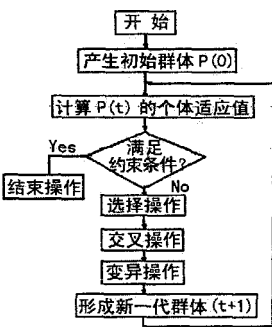 开 始
产生初始群体 P(0)
计算 P(t) 的个体适应值
满足
约束条件?
Yes
No
结束操作
选择操作
交叉操作
变异操作
形成新一代群体(t+1)